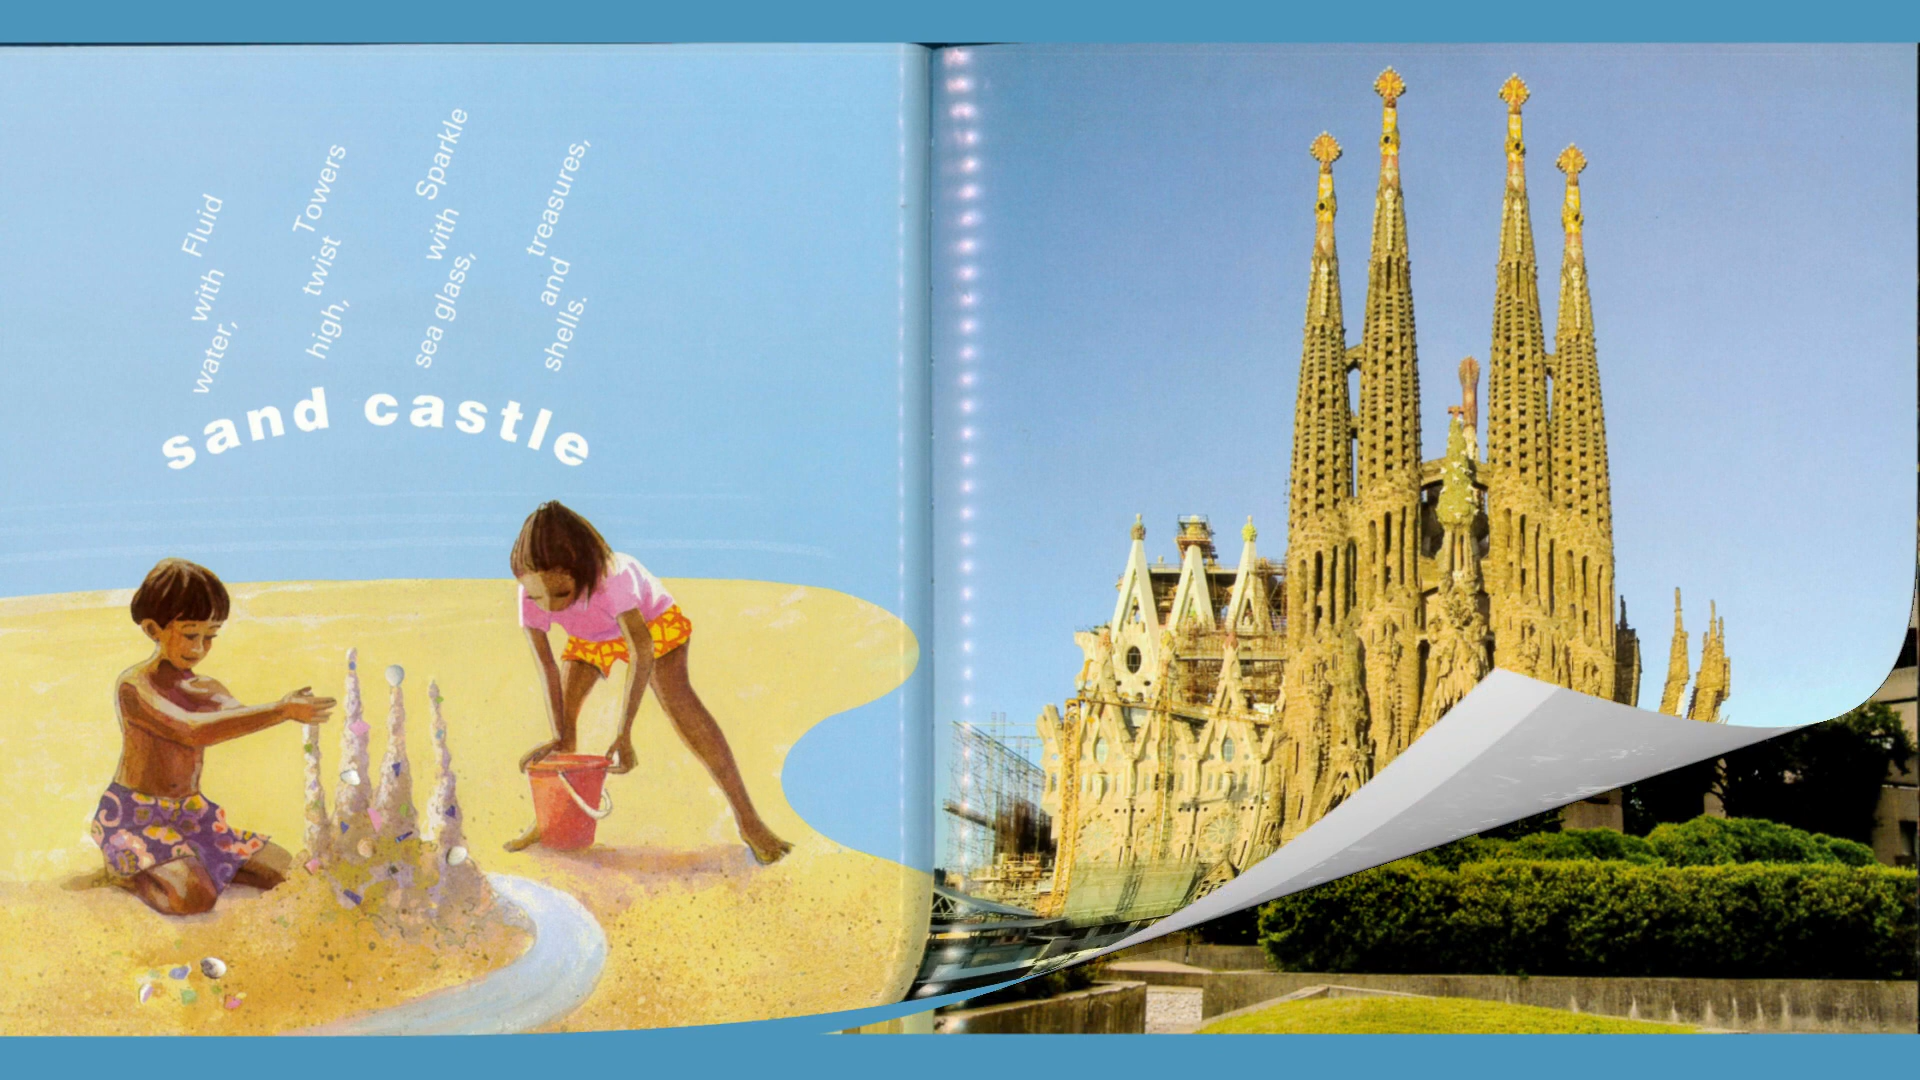 Fluid
with
water,
Towers
twist
high,
Sparkle
with
sea glass,
treasures,
and
shells.
sand castle